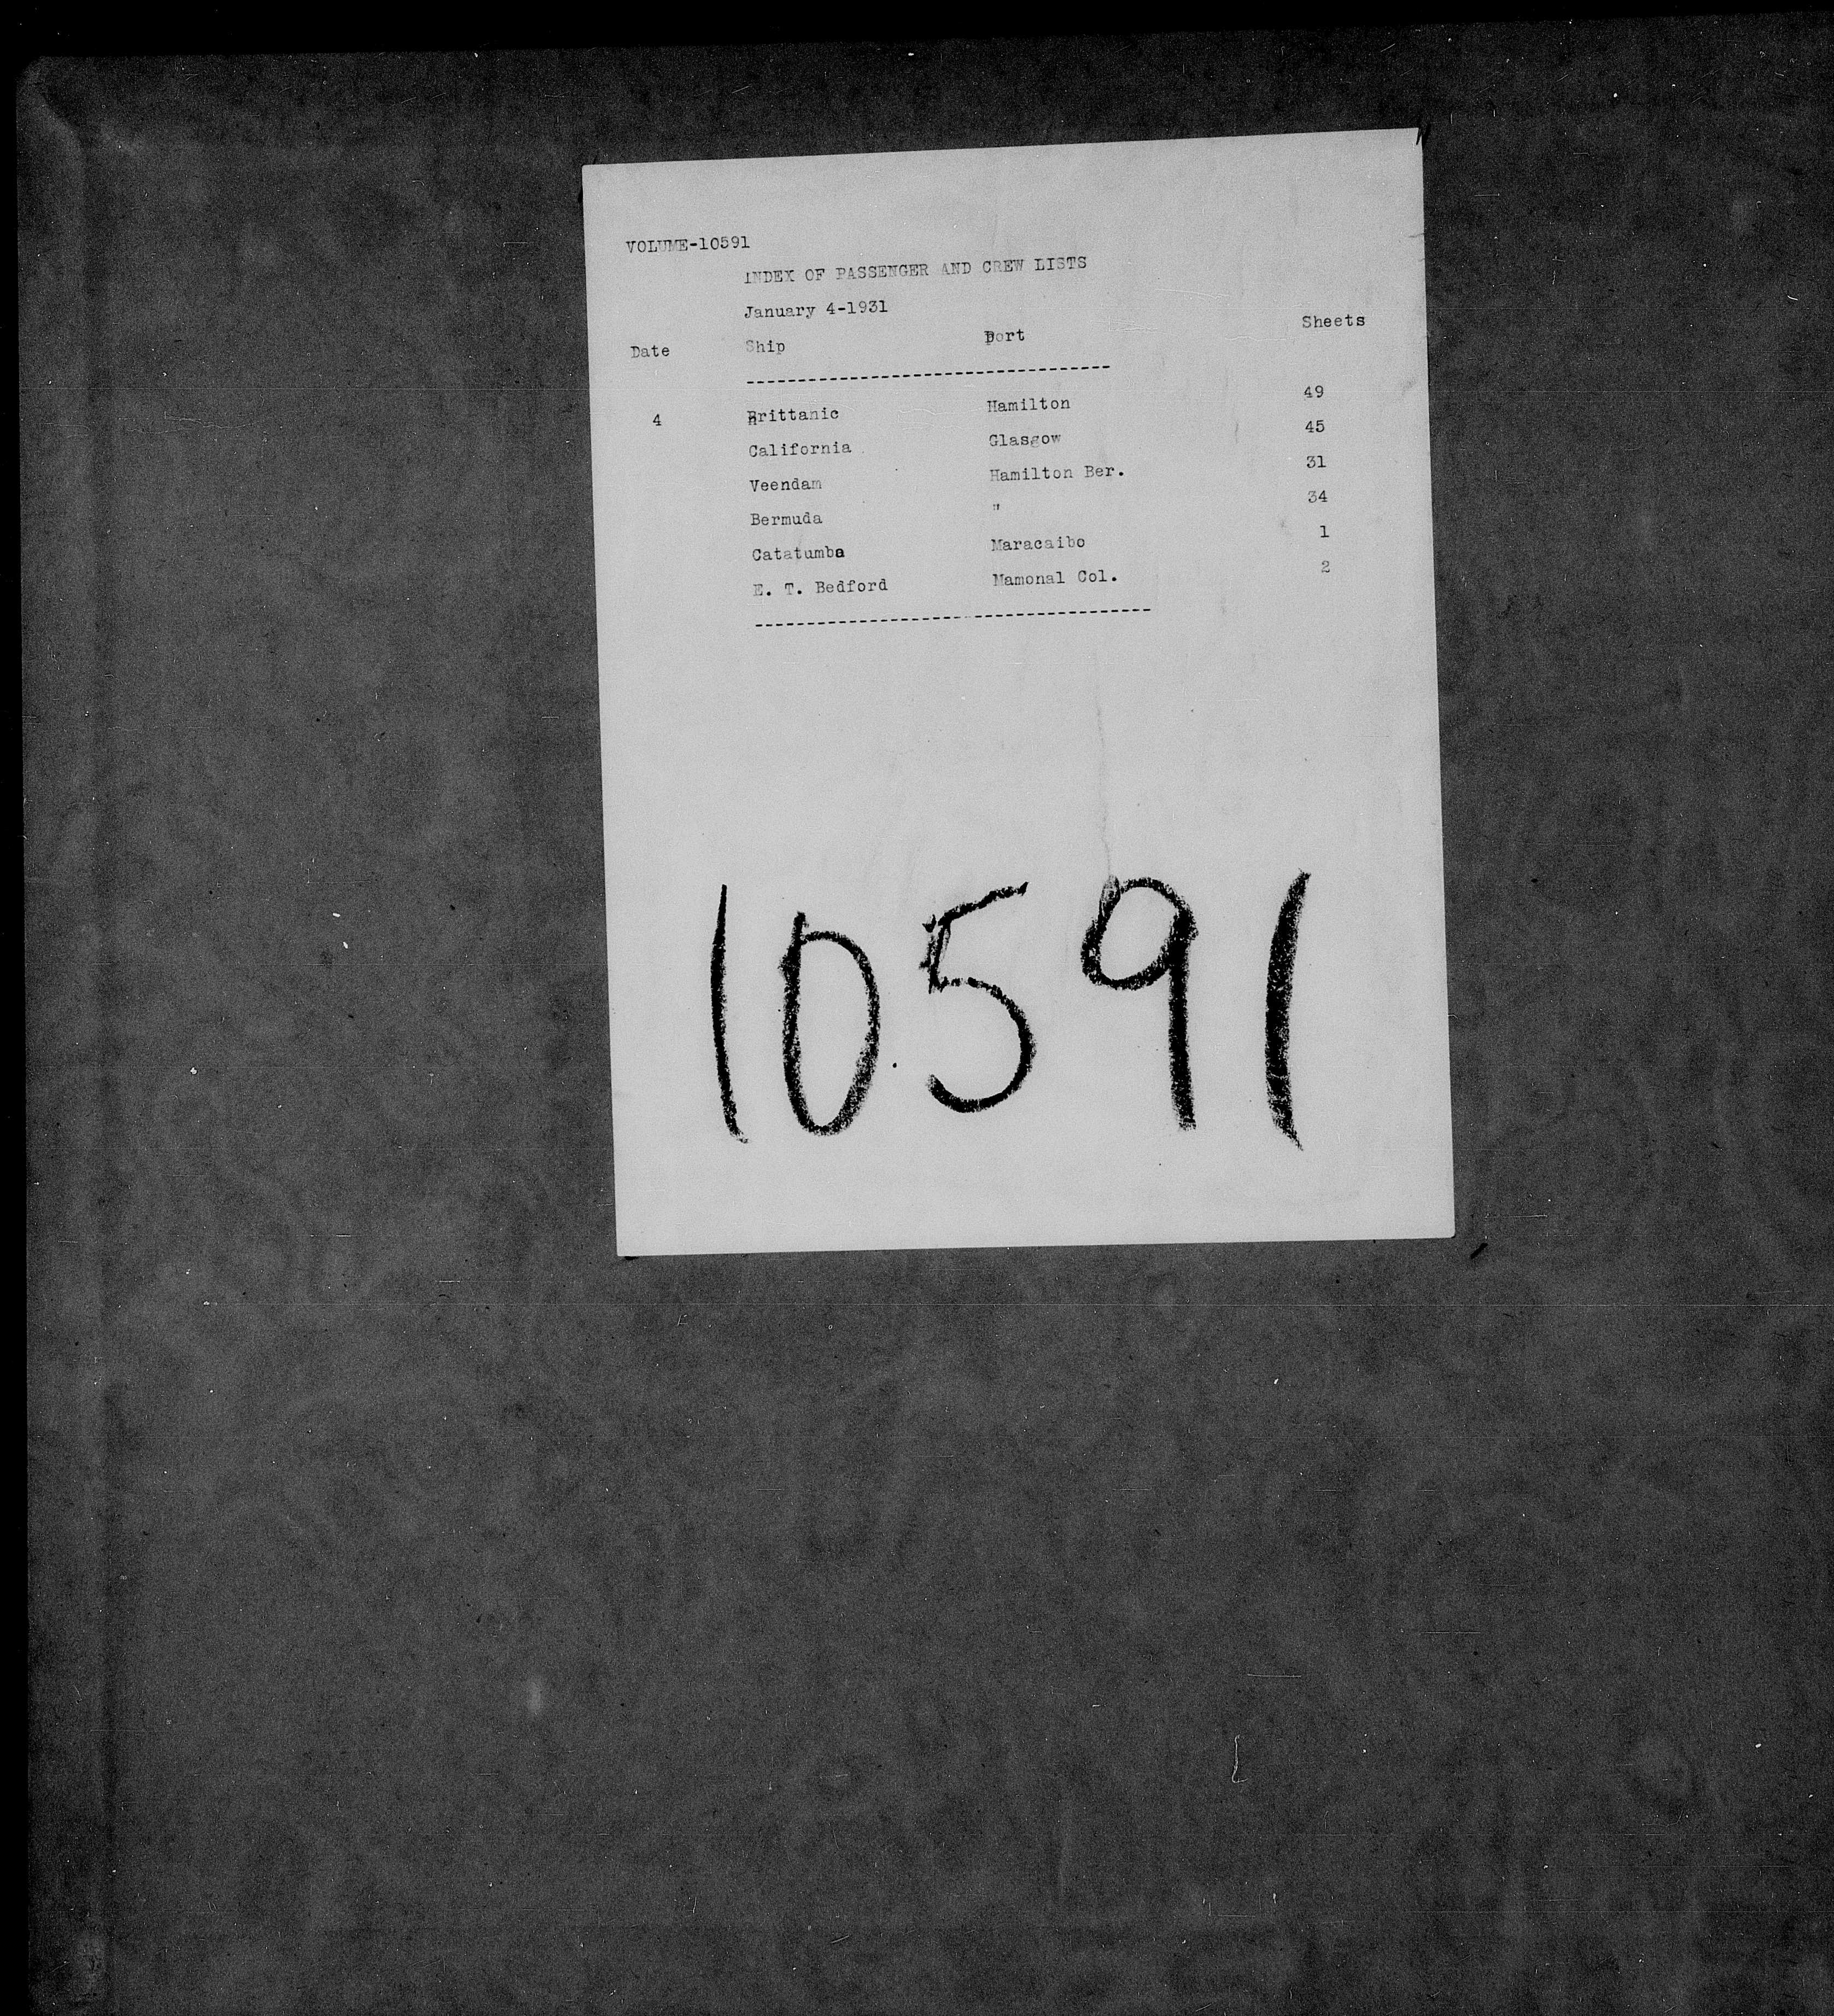 VOLUME-10591
INDEX OF PASSENGER AND CREW LISTS
January 4-1931
Date Ship Port Sheets
-----------------------------------
4 Brittanic Hamilton 49
California Glasgow 45
Veendam Hamilton Ber. 31
Bermuda " 34
Catatumba Maracaibo 1
E. T. Bedford Mamonal Col. 2
--------------------------------------
10591